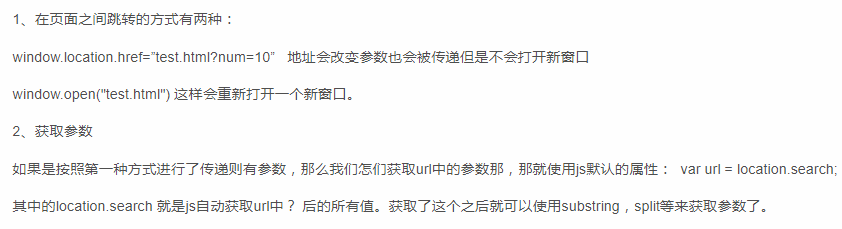 1、在页面之间跳转的方式有两种：
window.location.href=”test.html?num=10”   地址会改变参数也会被传递但是不会打开新窗口
window.open("test.html") 这样会重新打开一个新窗口。
2、获取参数
如果是按照第一种方式进行了传递则有参数，那么我们怎们获取url中的参数那，那就使用js默认的属性：  var url = location.search;
其中的location.search 就是js自动获取url中？ 后的所有值。获取了这个之后就可以使用substring，split等来获取参数了。